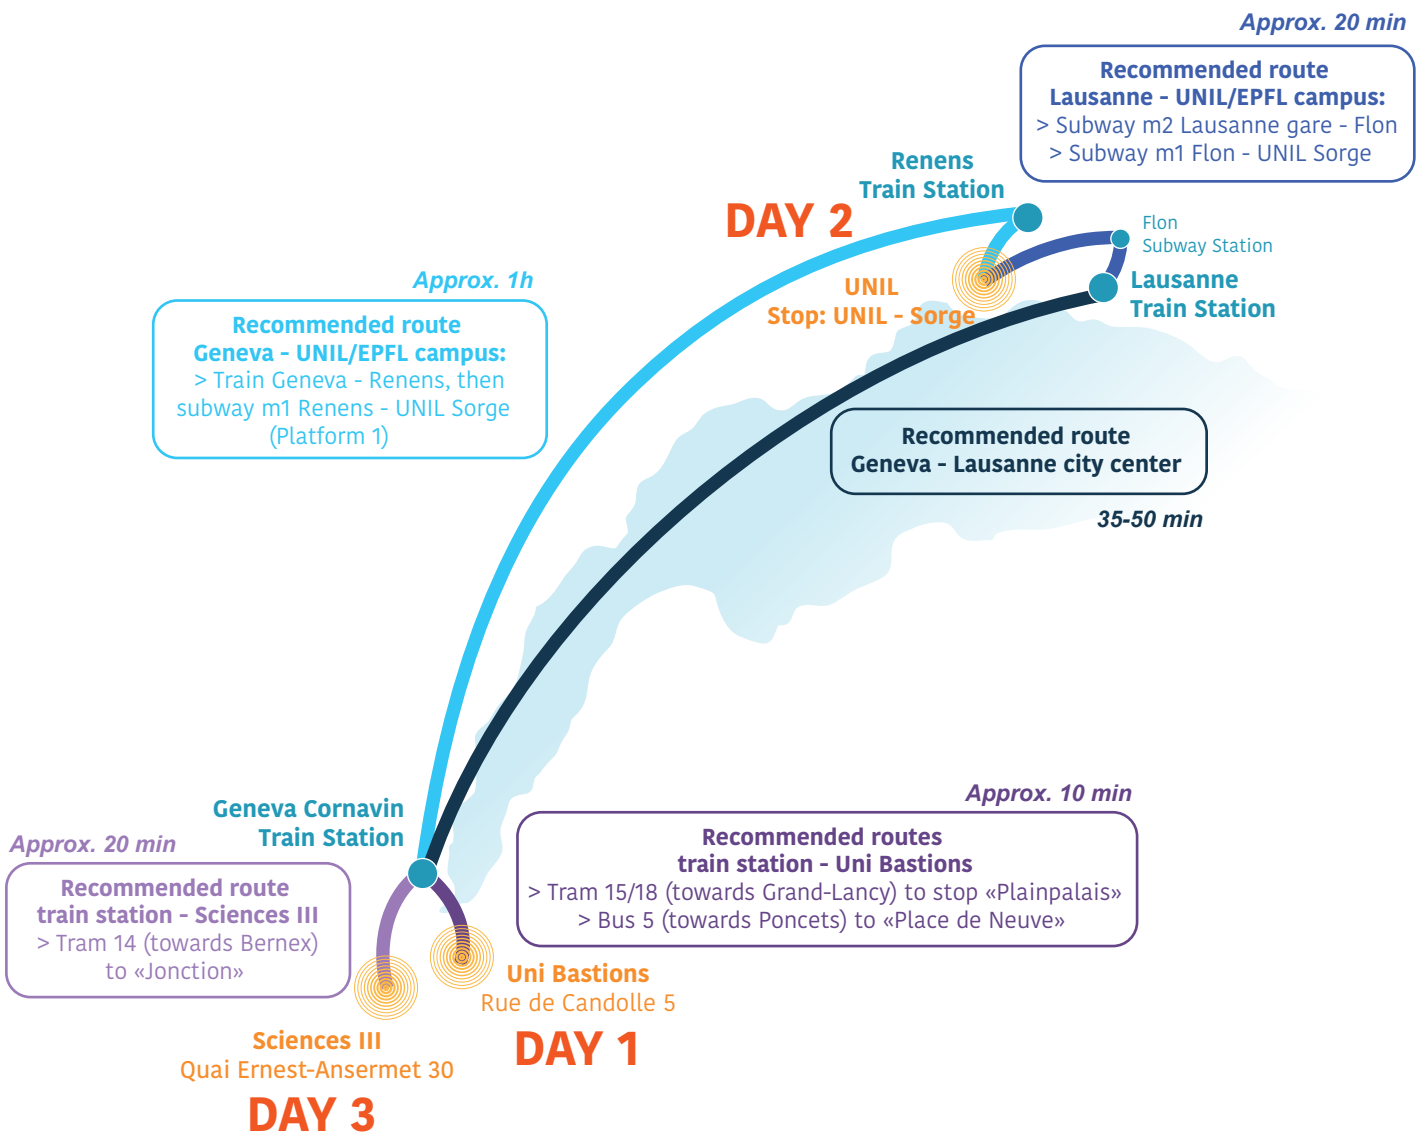 Approx. 20 min
Recommended route
Lausanne - UNIL/EPFL campus:
> Subway m2 Lausanne gare - Flon
> Subway m1 Flon - UNIL Sorge
Renens
Train Station
DAY 2
Flon
Subway Station
Lausanne
Train Station
UNIL
Stop: UNIL - Sorge
Approx. 1h
Recommended route
Geneva - UNIL/EPFL campus:
> Train Geneva - Renens, then
subway m1 Renens - UNIL Sorge
(Platform 1)
Recommended route
Geneva - Lausanne city center
35-50 min
Geneva Cornavin
Train Station
Approx. 10 min
Recommended routes
train station - Uni Bastions
> Tram 15/18 (towards Grand-Lancy) to stop «Plainpalais»
> Bus 5 (towards Poncets) to «Place de Neuve»
Approx. 20 min
Recommended route
train station - Sciences III
> Tram 14 (towards Bernex)
to «Jonction»
Uni Bastions
Rue de Candolle 5
DAY 1
Sciences III
Quai Ernest-Ansermet 30
DAY 3